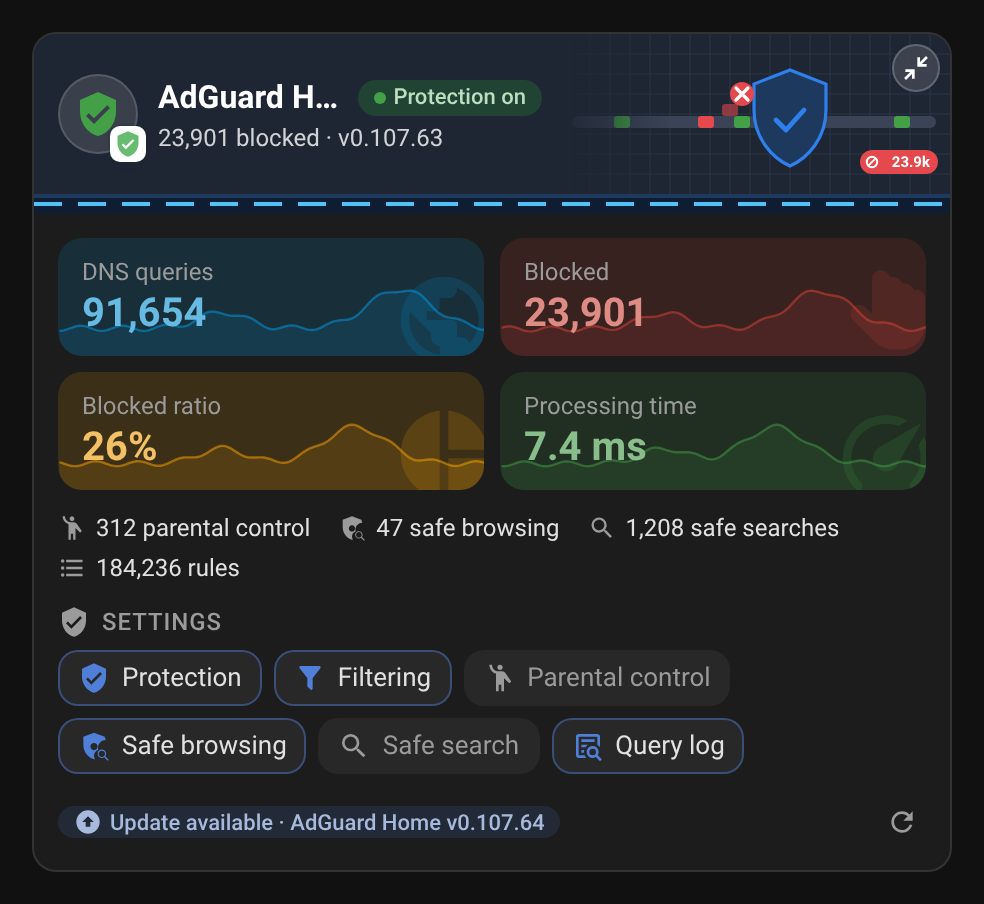 AdGuard H...
Protection on
23,901 blocked · v0.107.63
23.9k
DNS queries
91,654
Blocked
23,901
Blocked ratio
26%
Processing time
7.4 ms
312 parental control
47 safe browsing
1,208 safe searches
184,236 rules
SETTINGS
Protection
Filtering
Parental control
Safe browsing
Safe search
Query log
Update available · AdGuard Home v0.107.64